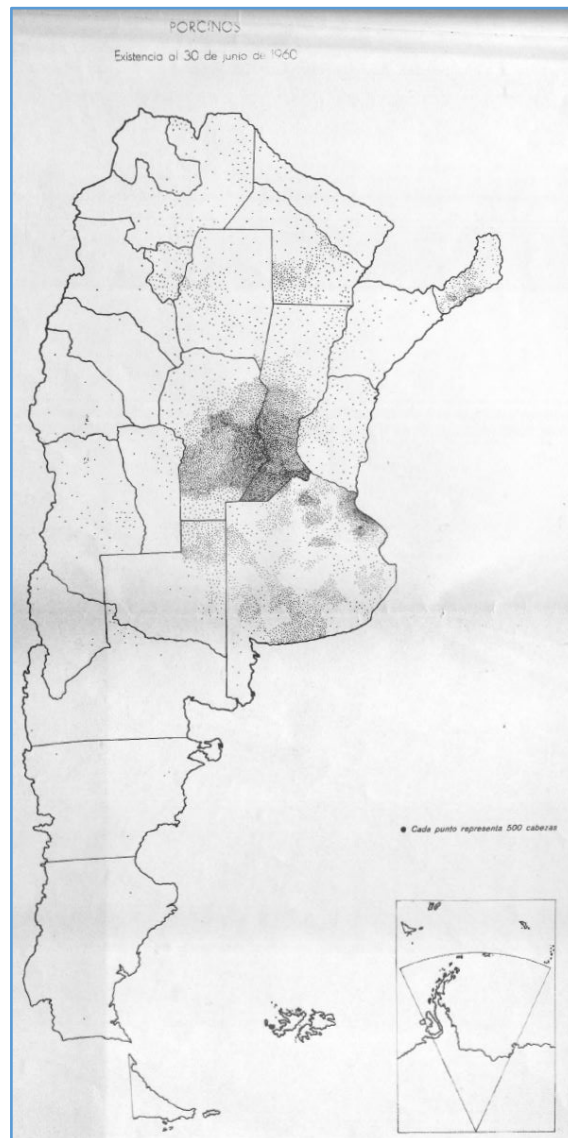 PORCINOS
Existencia al 30 de junio de 1960
Cada punto representa 500 cabezas